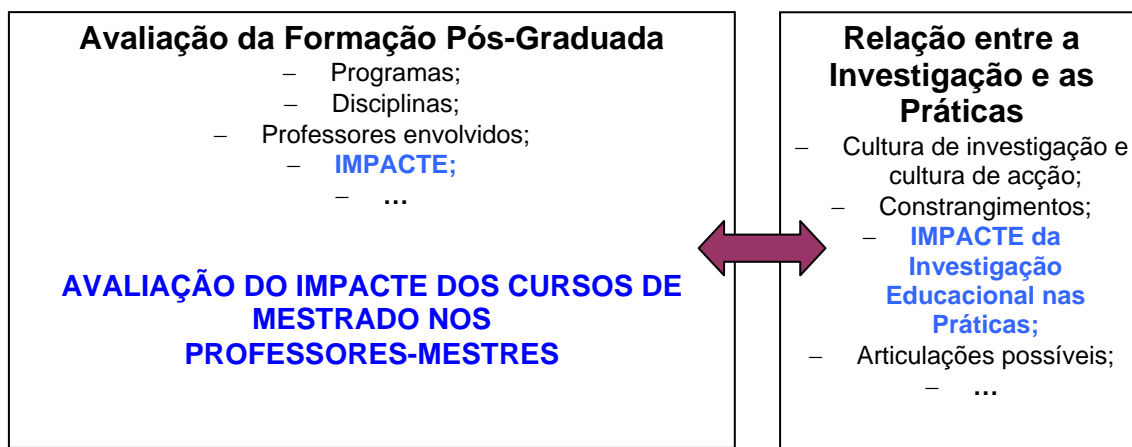 Avaliação da Formação Pós-Graduada
– Programas;
– Disciplinas;
– Professores envolvidos;
– IMPACTE;
– ...
AVALIAÇÃO DO IMPACTE DOS CURSOS DE
MESTRADO NOS
PROFESSORES-MESTRES
Relação entre a
Investigação e as
Práticas
– Cultura de investigação e
cultura de acção;
– Constrangimentos;
– IMPACTE da
Investigação
Educacional nas
Práticas;
– Articulações possíveis;
– ...